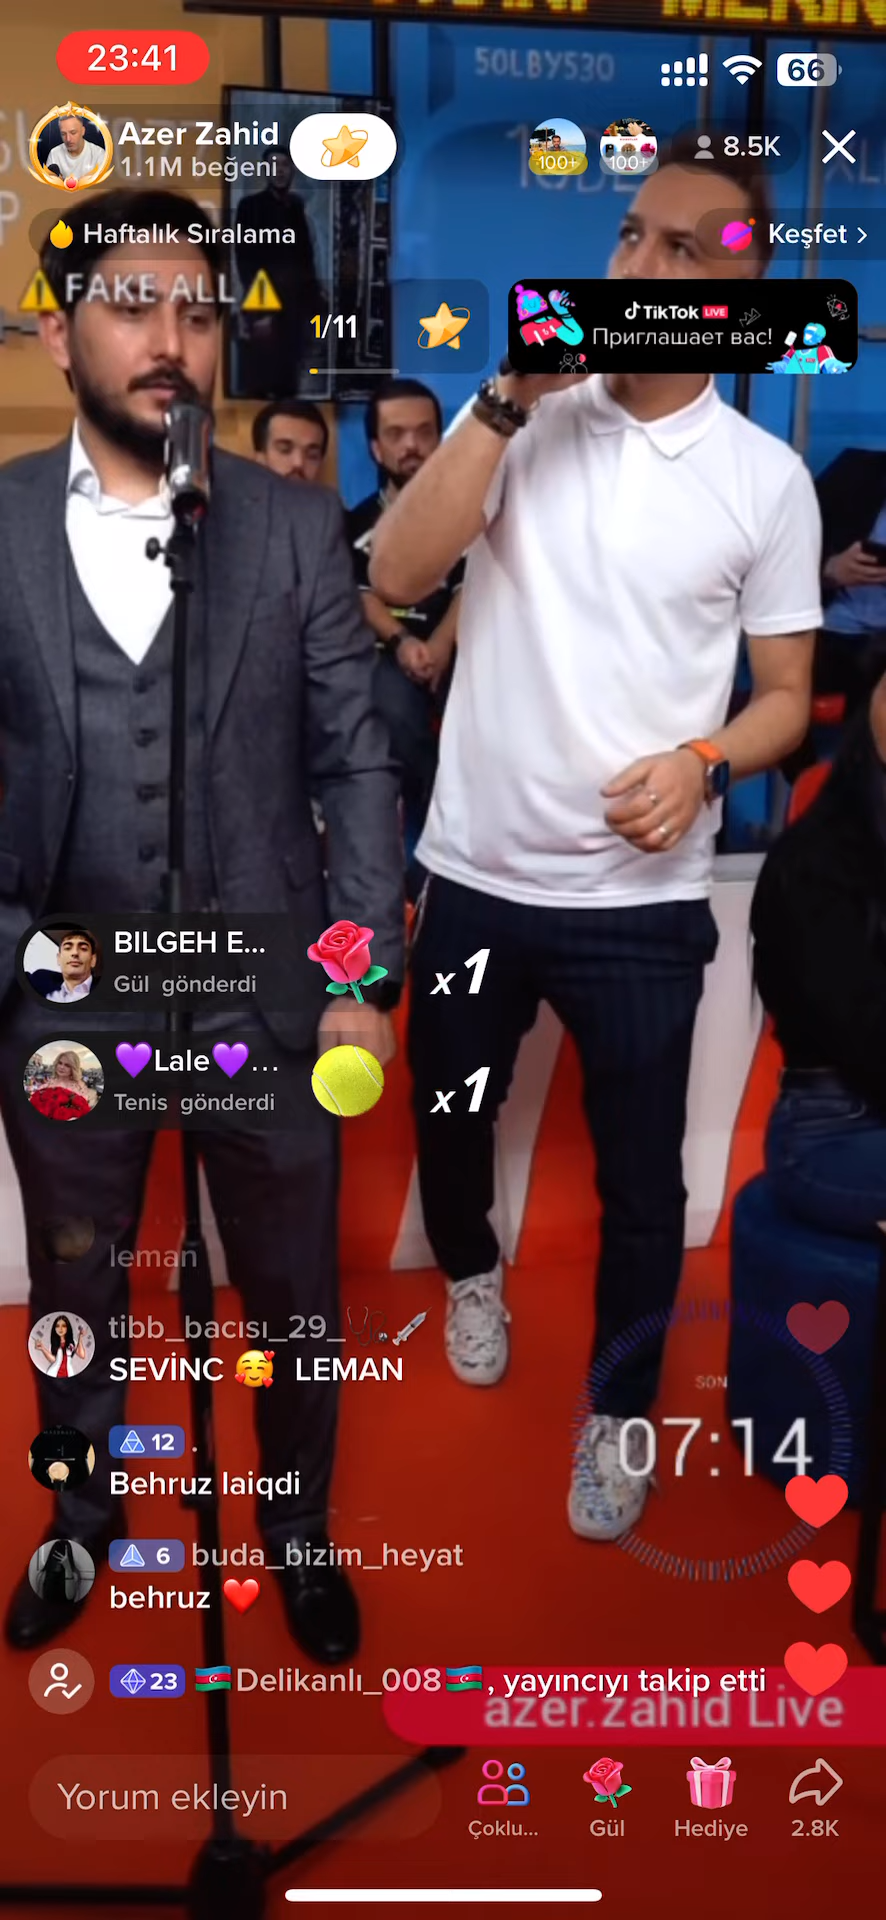 23:41
66
50LBY530
Azer Zahid
1.1M beğeni
100+
100+
8.5K
Haftalık Sıralama
Keşfet >
⚠️FAKE ALL⚠️
1/11
TikTok LIVE
Приглашает вас!
BILGEH E...
Gül gönderdi
x1
💜Lale💜...
Tenis gönderdi
x1
leman
tibb_bacısı_29_🩺💉
SEVİNC 🥰 LEMAN
12 .
Behruz laiqdi
6 buda_bizim_heyat
behruz ❤️
SON
07:14
23 🇦🇿Delikanlı_008🇦🇿, yayıncıyı takip etti
azer.zahid Live
Yorum ekleyin
Çoklu...
Gül
Hediye
2.8K